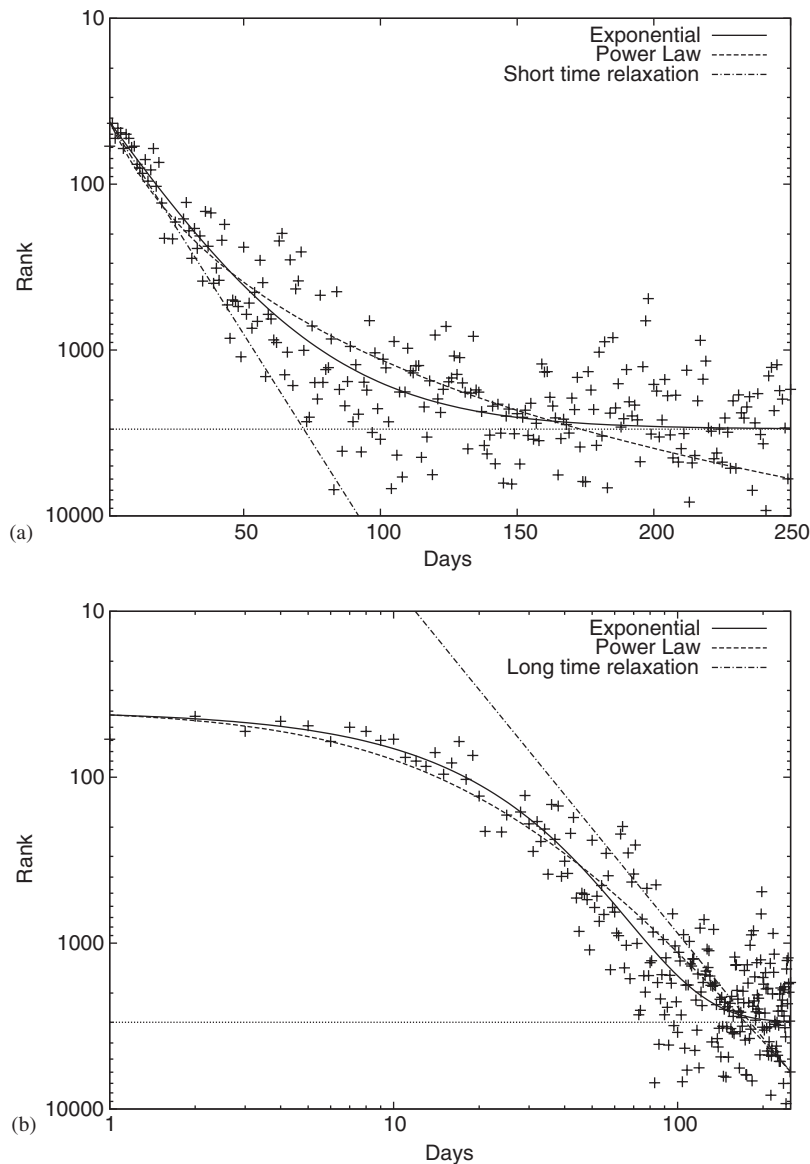 10
Exponential
Power Law
Short time relaxation
100
Rank
1000
10000
(a)
50 100 150 200 250
Days
10
Exponential
Power Law
Long time relaxation
100
Rank
1000
10000
(b)
1 10 100
Days